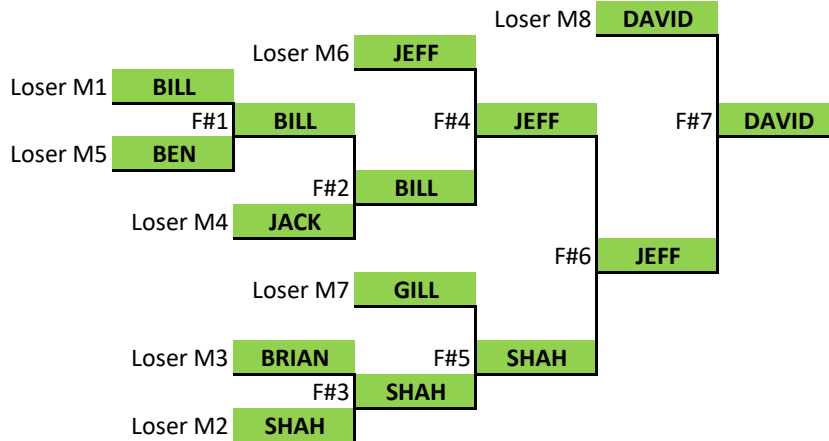 Loser M8 DAVID
Loser M6 JEFF
Loser M1 BILL
F#1 BILL F#4 JEFF F#7 DAVID
Loser M5 BEN
F#2 BILL
Loser M4 JACK
F#6 JEFF
Loser M7 GILL
Loser M3 BRIAN F#5 SHAH
F#3 SHAH
Loser M2 SHAH